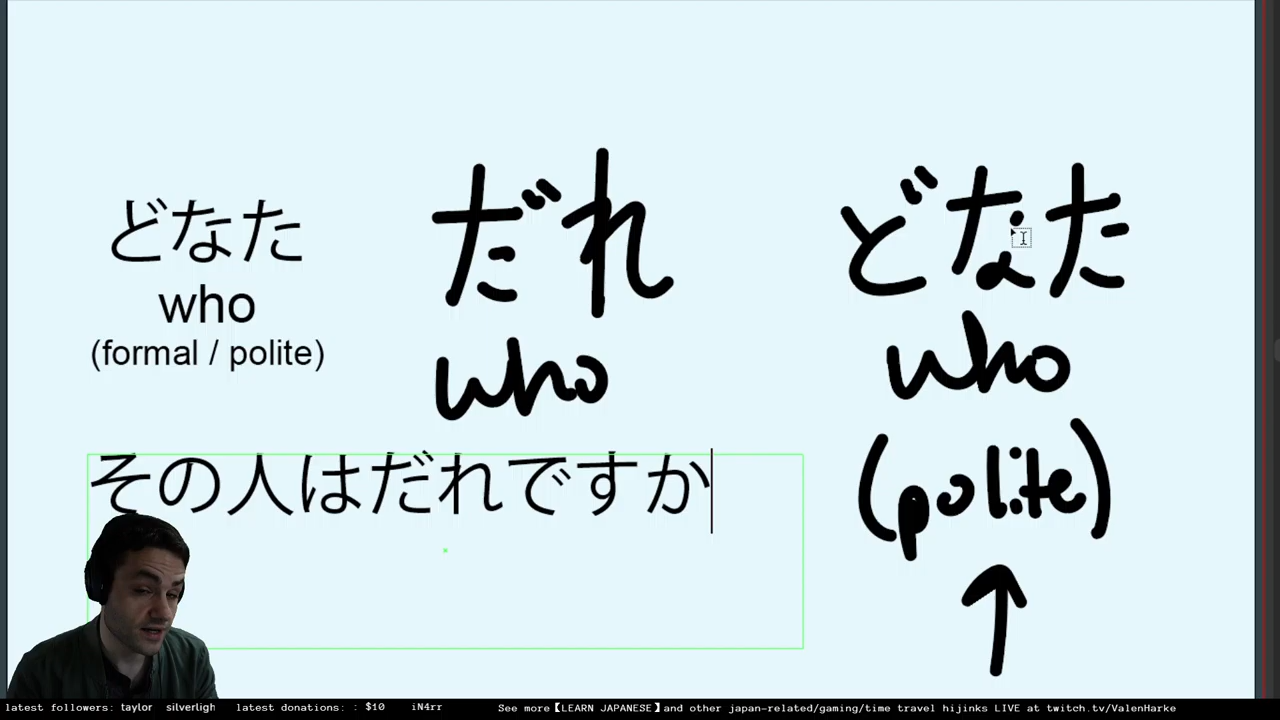 どなた
who
(formal / polite)
だれ
who
どなた
who
(polite)
その人はだれですか
latest followers: taylor silverligh latest donations: : $10 iN4rr See more【LEARN JAPANESE】and other japan-related/gaming/time travel hijinks LIVE at twitch.tv/ValenHarke